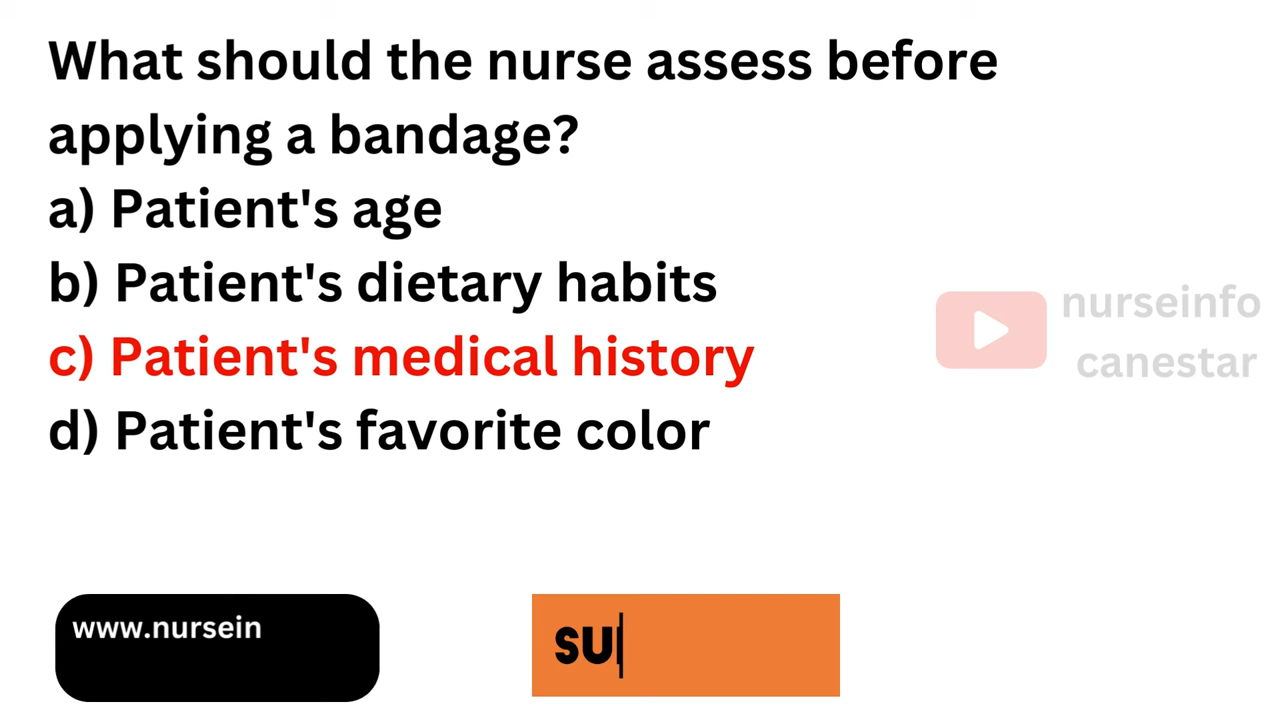 What should the nurse assess before
applying a bandage?
a) Patient's age
b) Patient's dietary habits
c) Patient's medical history
d) Patient's favorite color
nurseinfo
canestar
www.nursein
SU